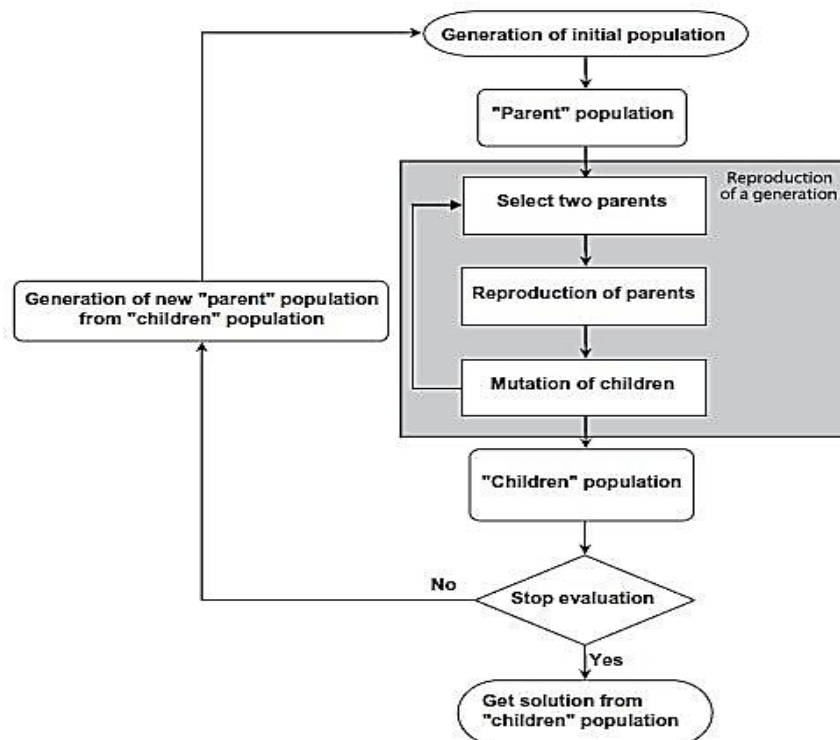 Generation of initial population
"Parent" population
Reproduction
of a generation
Select two parents
Reproduction of parents
Generation of new "parent" population
from "children" population
Mutation of children
"Children" population
No
Stop evaluation
Yes
Get solution from
"children" population